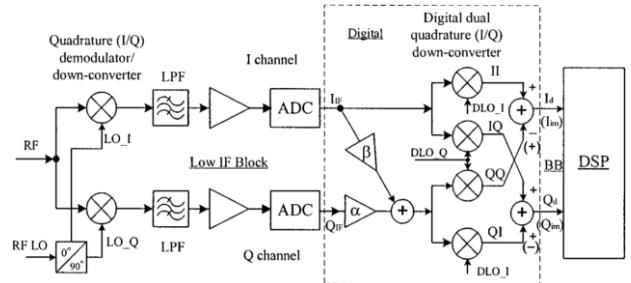 Quadrature (I/Q)
demodulator/
down-converter
LPF
I channel
Digital
Digital dual
quadrature (I/Q)
down-converter
II
ADC
I_IF
DLO_I
+
I_d
(I_im)
LO_I
RF
Low IF Block
β
DLO_Q
IQ
−
(+)
QQ
BB
DSP
ADC
α
+
Q_IF
+
Q_d
(Q_im)
+
(−)
LO_Q
RF LO
0°
90°
LPF
Q channel
QI
DLO_I